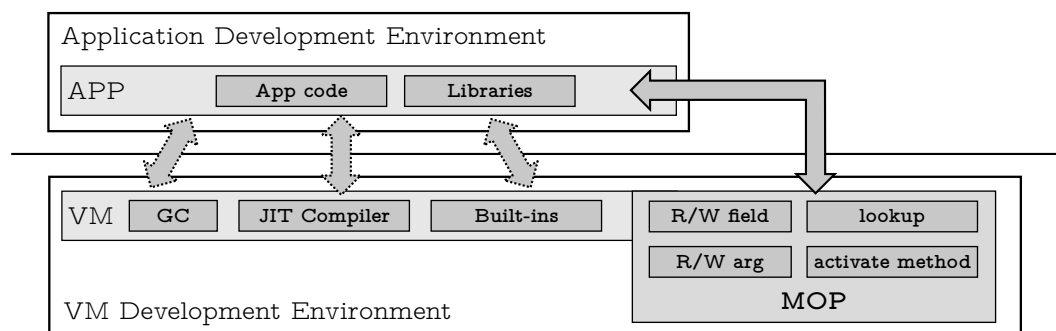 Application Development Environment
APP
App code
Libraries
VM
GC
JIT Compiler
Built-ins
R/W field
lookup
R/W arg
activate method
MOP
VM Development Environment